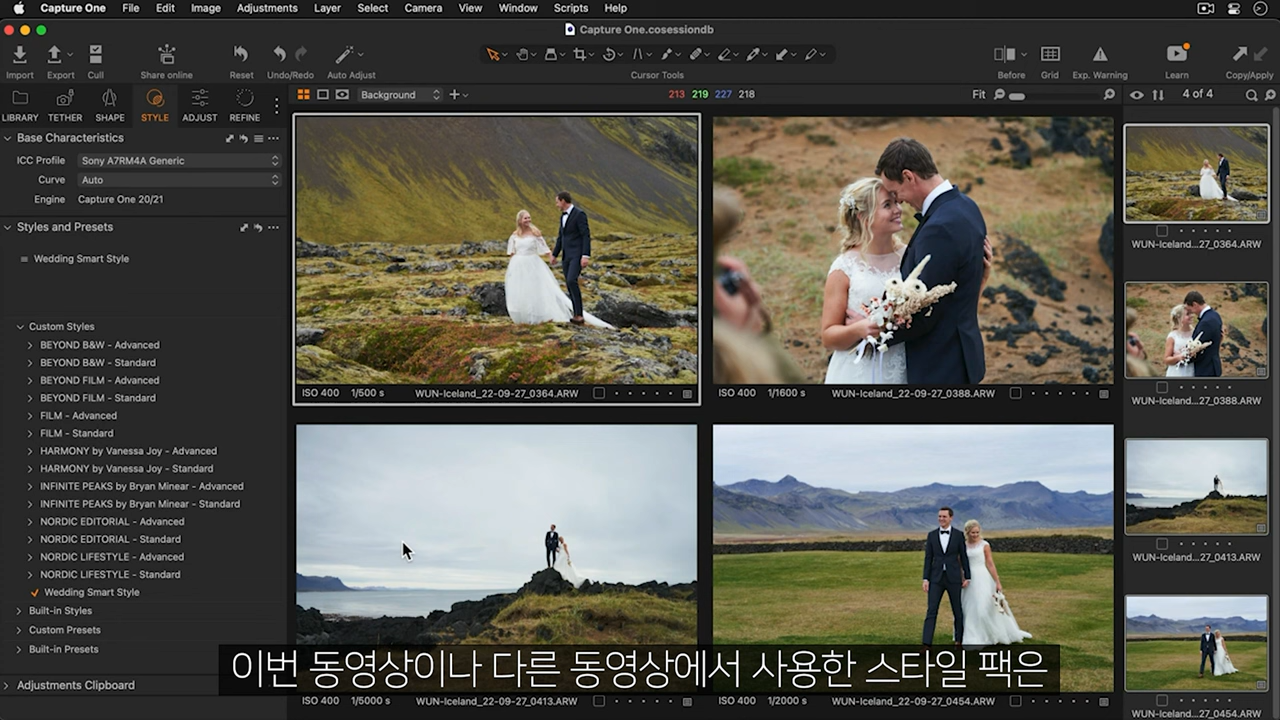 Capture One File Edit Image Adjustments Layer Select Camera View Window Scripts Help
Capture One.cosessiondb
Import Export Cull Share online Reset Undo/Redo Auto Adjust Cursor Tools Before Grid Exp. Warning Learn Copy/Apply
LIBRARY TETHER SHAPE STYLE ADJUST REFINE
Background 213 219 227 218 Fit 4 of 4
Base Characteristics
ICC Profile Sony A7RM4A Generic
Curve Auto
Engine Capture One 20/21
Styles and Presets
Wedding Smart Style
Custom Styles
BEYOND B&W - Advanced
BEYOND B&W - Standard
BEYOND FILM - Advanced
BEYOND FILM - Standard
FILM - Advanced
FILM - Standard
HARMONY by Vanessa Joy - Advanced
HARMONY by Vanessa Joy - Standard
INFINITE PEAKS by Bryan Minear - Advanced
INFINITE PEAKS by Bryan Minear - Standard
NORDIC EDITORIAL - Advanced
NORDIC EDITORIAL - Standard
NORDIC LIFESTYLE - Advanced
NORDIC LIFESTYLE - Standard
Wedding Smart Style
Built-in Styles
Custom Presets
Built-in Presets
Adjustments Clipboard
ISO 400 1/500 s WUN-Iceland_22-09-27_0364.ARW
ISO 400 1/1600 s WUN-Iceland_22-09-27_0388.ARW
ISO 400 1/5000 s WUN-Iceland_22-09-27_0413.ARW
ISO 400 1/2000 s WUN-Iceland_22-09-27_0454.ARW
WUN-Iceland..._27_0364.ARW
WUN-Iceland..._27_0388.ARW
WUN-Iceland..._27_0413.ARW
WUN-Iceland..._27_0454.ARW
이번 동영상이나 다른 동영상에서 사용한 스타일 팩은